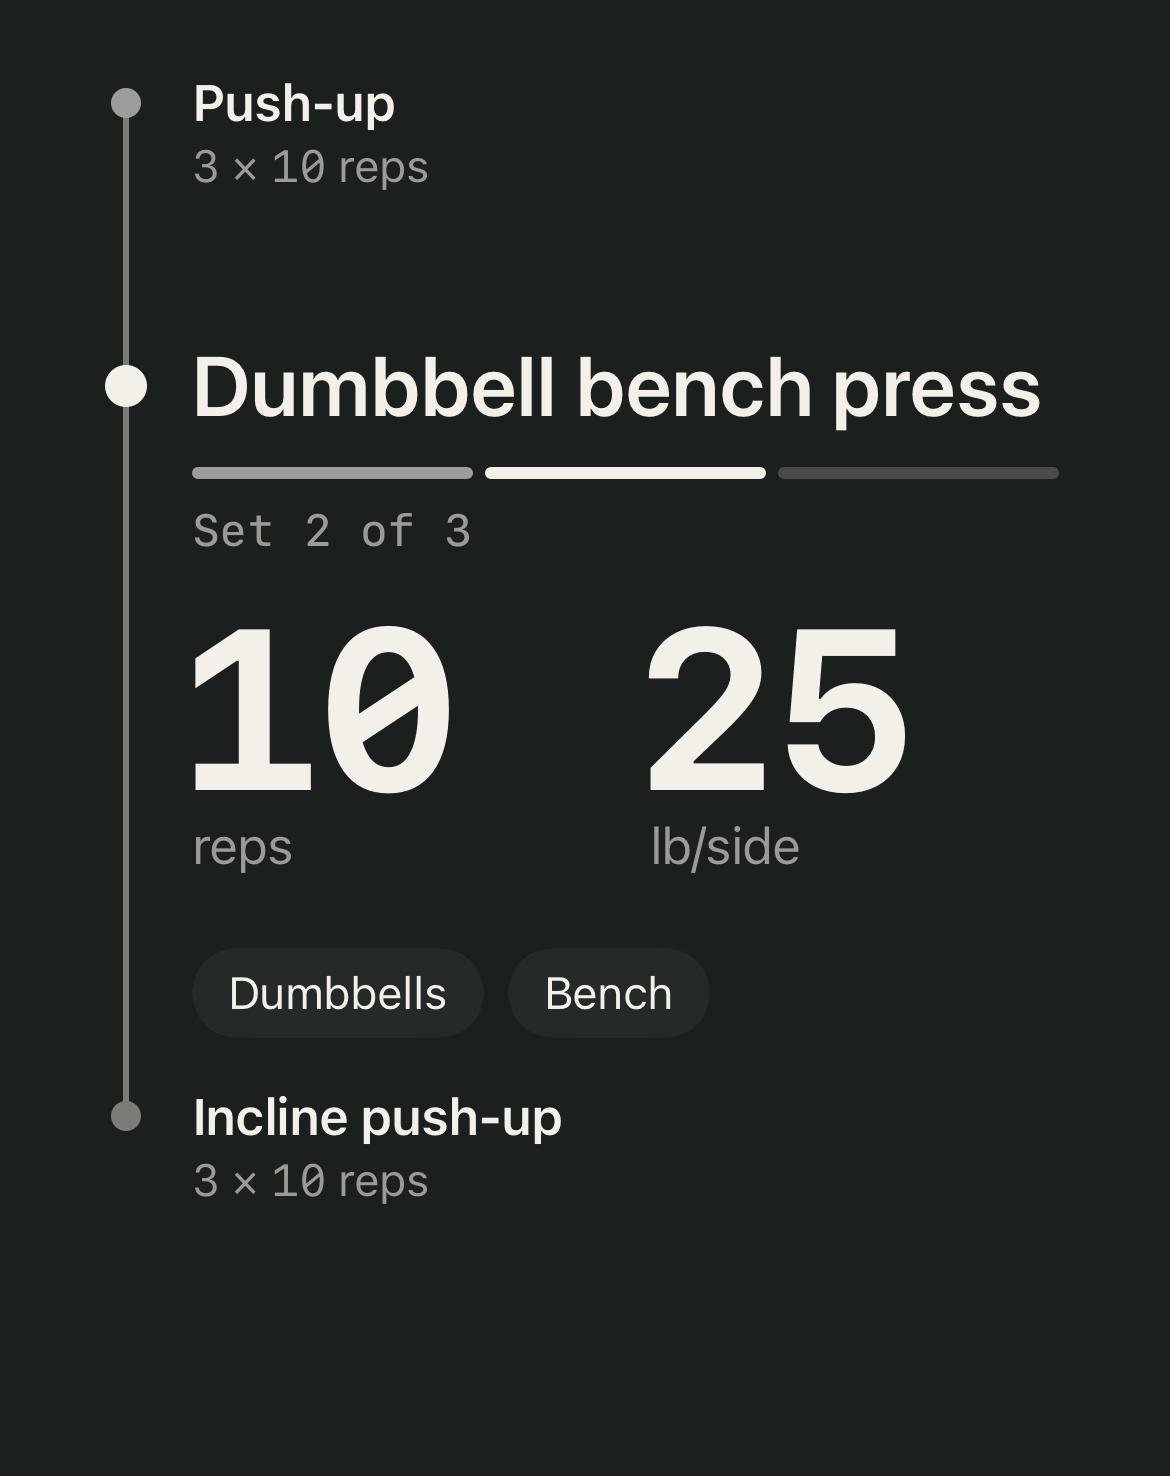 Push-up
3 × 10 reps
Dumbbell bench press
Set 2 of 3
10 25
reps lb/side
Dumbbells Bench
Incline push-up
3 × 10 reps